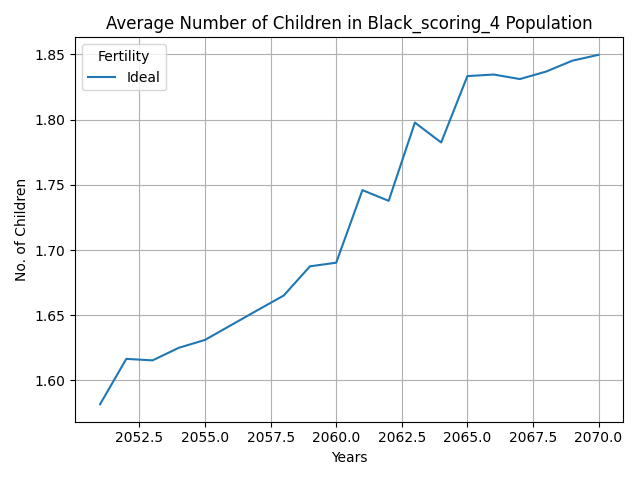 Average Number of Children in Black_scoring_4 Population
Fertility
Ideal
No. of Children
1.85
1.80
1.75
1.70
1.65
1.60
2052.5 2055.0 2057.5 2060.0 2062.5 2065.0 2067.5 2070.0
Years